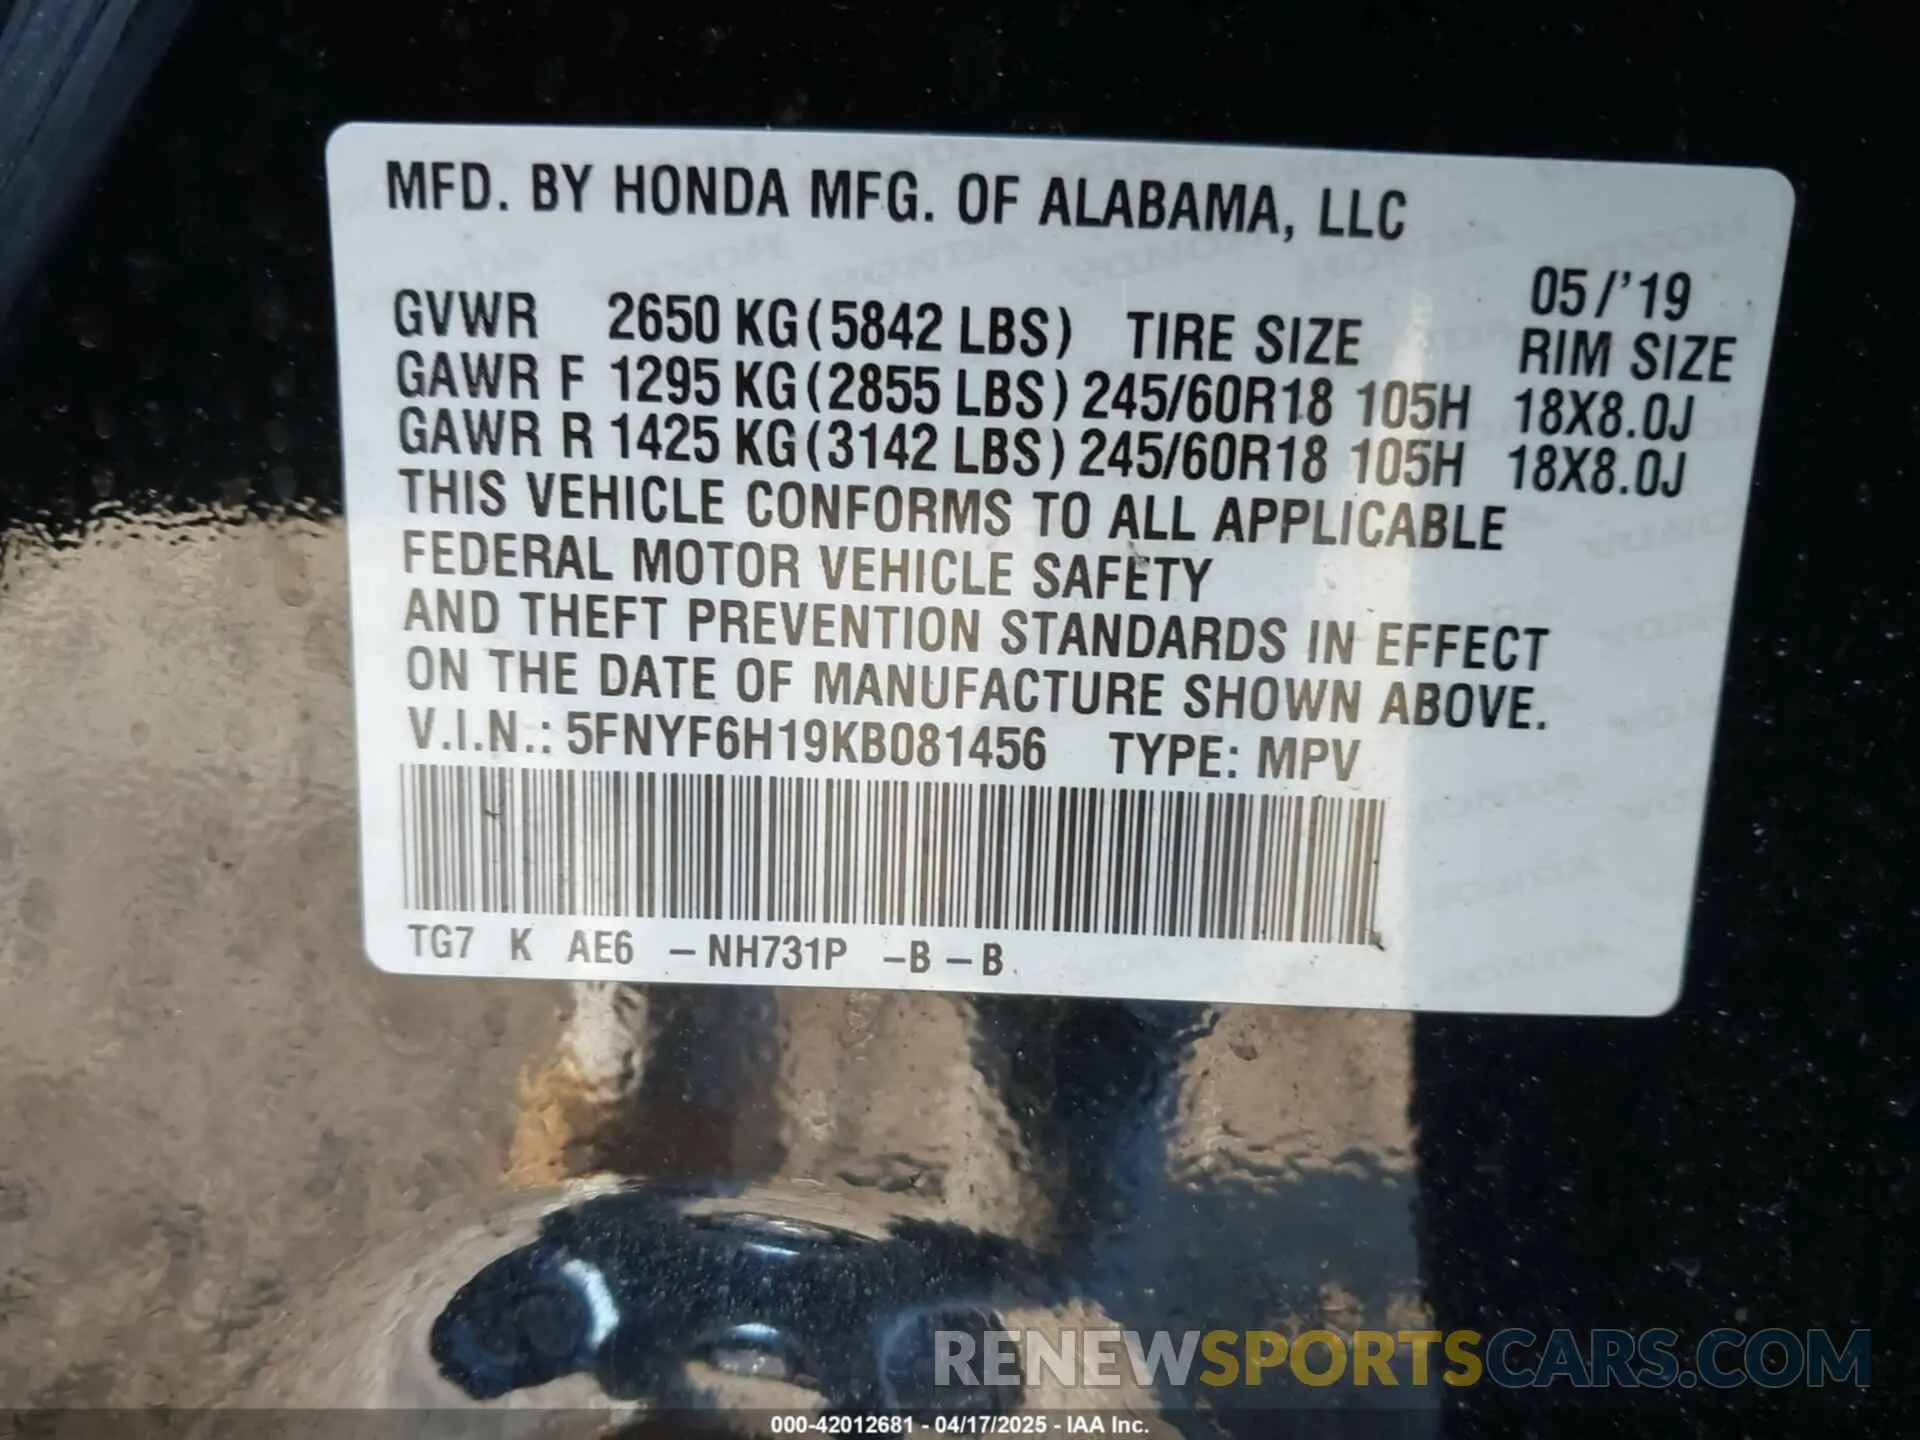 MFD. BY HONDA MFG. OF ALABAMA, LLC
05/'19
GVWR 2650 KG (5842 LBS) TIRE SIZE RIM SIZE
GAWR F 1295 KG (2855 LBS) 245/60R18 105H 18X8.0J
GAWR R 1425 KG (3142 LBS) 245/60R18 105H 18X8.0J
THIS VEHICLE CONFORMS TO ALL APPLICABLE
FEDERAL MOTOR VEHICLE SAFETY
AND THEFT PREVENTION STANDARDS IN EFFECT
ON THE DATE OF MANUFACTURE SHOWN ABOVE.
V.I.N.: 5FNYF6H19KB081456 TYPE: MPV
TG7 K AE6 –NH731P –B –B
RENEWSPORTSCARS.COM
000-42012681 - 04/17/2025 - IAA Inc.